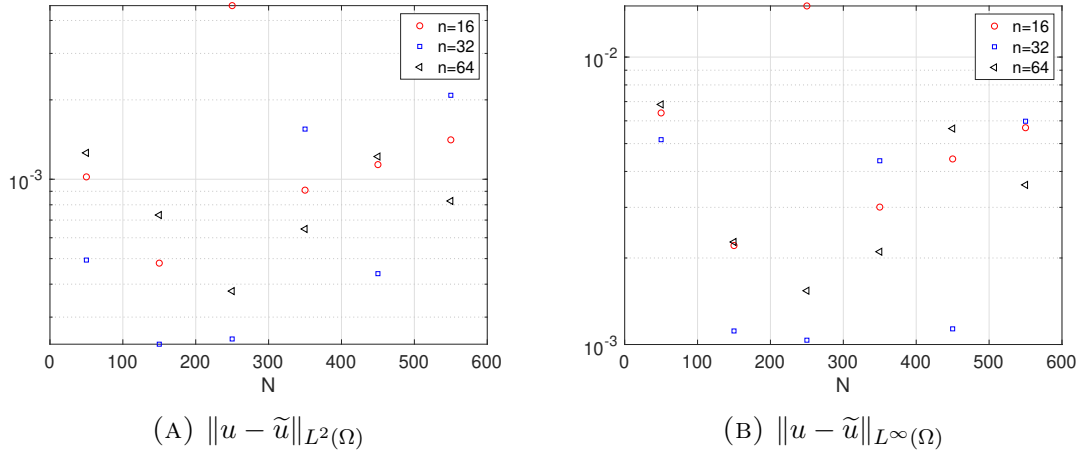 n=16
n=32
n=64
10^{-3}
0 100 200 300 400 500 600
N
(A) ‖u − ũ‖_{L^2(Ω)}
n=16
n=32
n=64
10^{-2}
10^{-3}
0 100 200 300 400 500 600
N
(B) ‖u − ũ‖_{L^∞(Ω)}